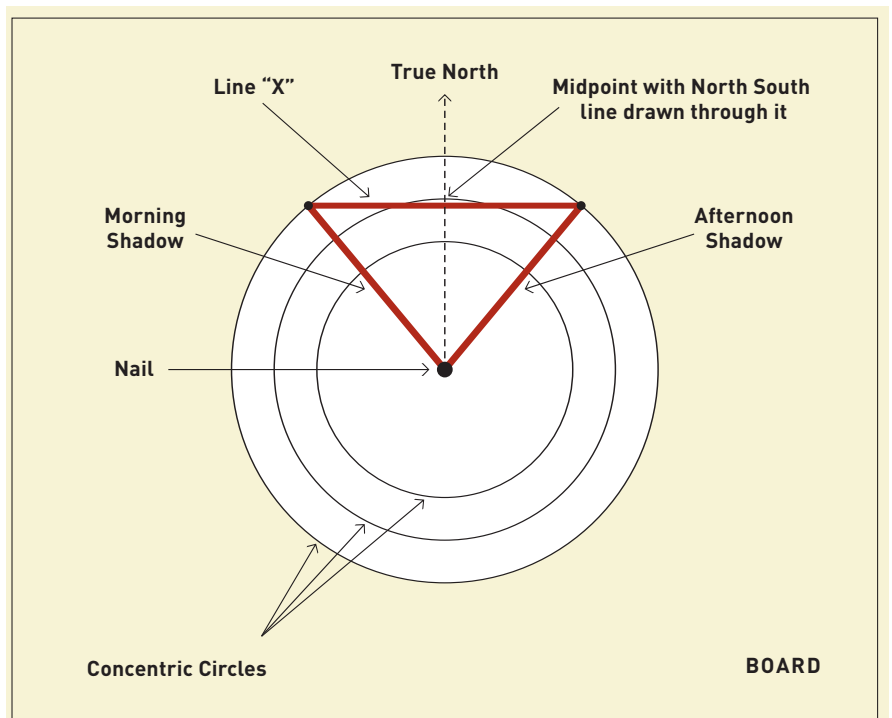 True North
Line “X”
Midpoint with North South
line drawn through it
Morning
Shadow
Afternoon
Shadow
Nail
Concentric Circles
BOARD